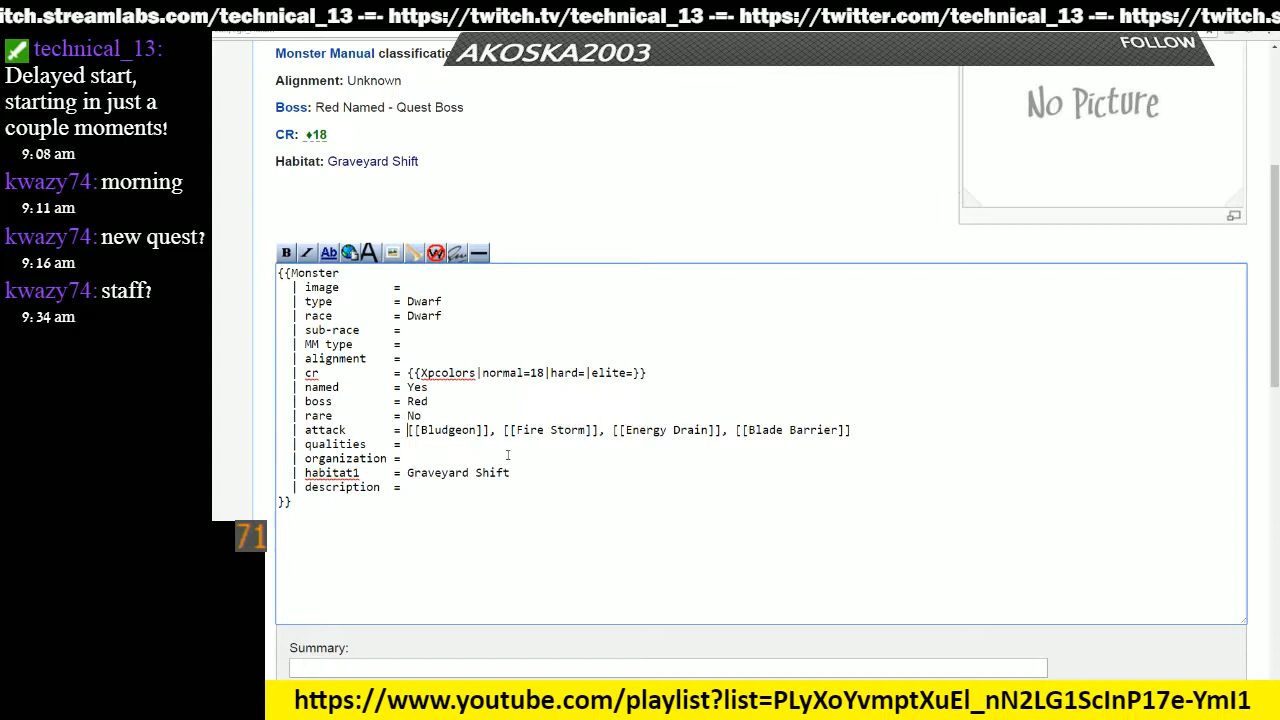 itch.streamlabs.com/technical_13 -=- https://twitch.tv/technical_13 -=- https://twitter.com/technical_13 -=- https://twitch.s
technical_13:
Delayed start,
starting in just a
couple moments!
9:08 am
kwazy74: morning
9:11 am
kwazy74: new quest?
9:16 am
kwazy74: staff?
9:34 am
AKOSKA2003
FOLLOW
Monster Manual classificatio
Alignment: Unknown
Boss: Red Named - Quest Boss
CR: ♦18
Habitat: Graveyard Shift
No Picture
B I Ab A W
{{Monster
| image =
| type = Dwarf
| race = Dwarf
| sub-race =
| MM type =
| alignment =
| cr = {{Xpcolors|normal=18|hard=|elite=}}
| named = Yes
| boss = Red
| rare = No
| attack = [[Bludgeon]], [[Fire Storm]], [[Energy Drain]], [[Blade Barrier]]
| qualities =
| organization =
| habitat1 = Graveyard Shift
| description =
}}
71
Summary:
https://www.youtube.com/playlist?list=PLyXoYvmptXuEl_nN2LG1ScInP17e-YmI1